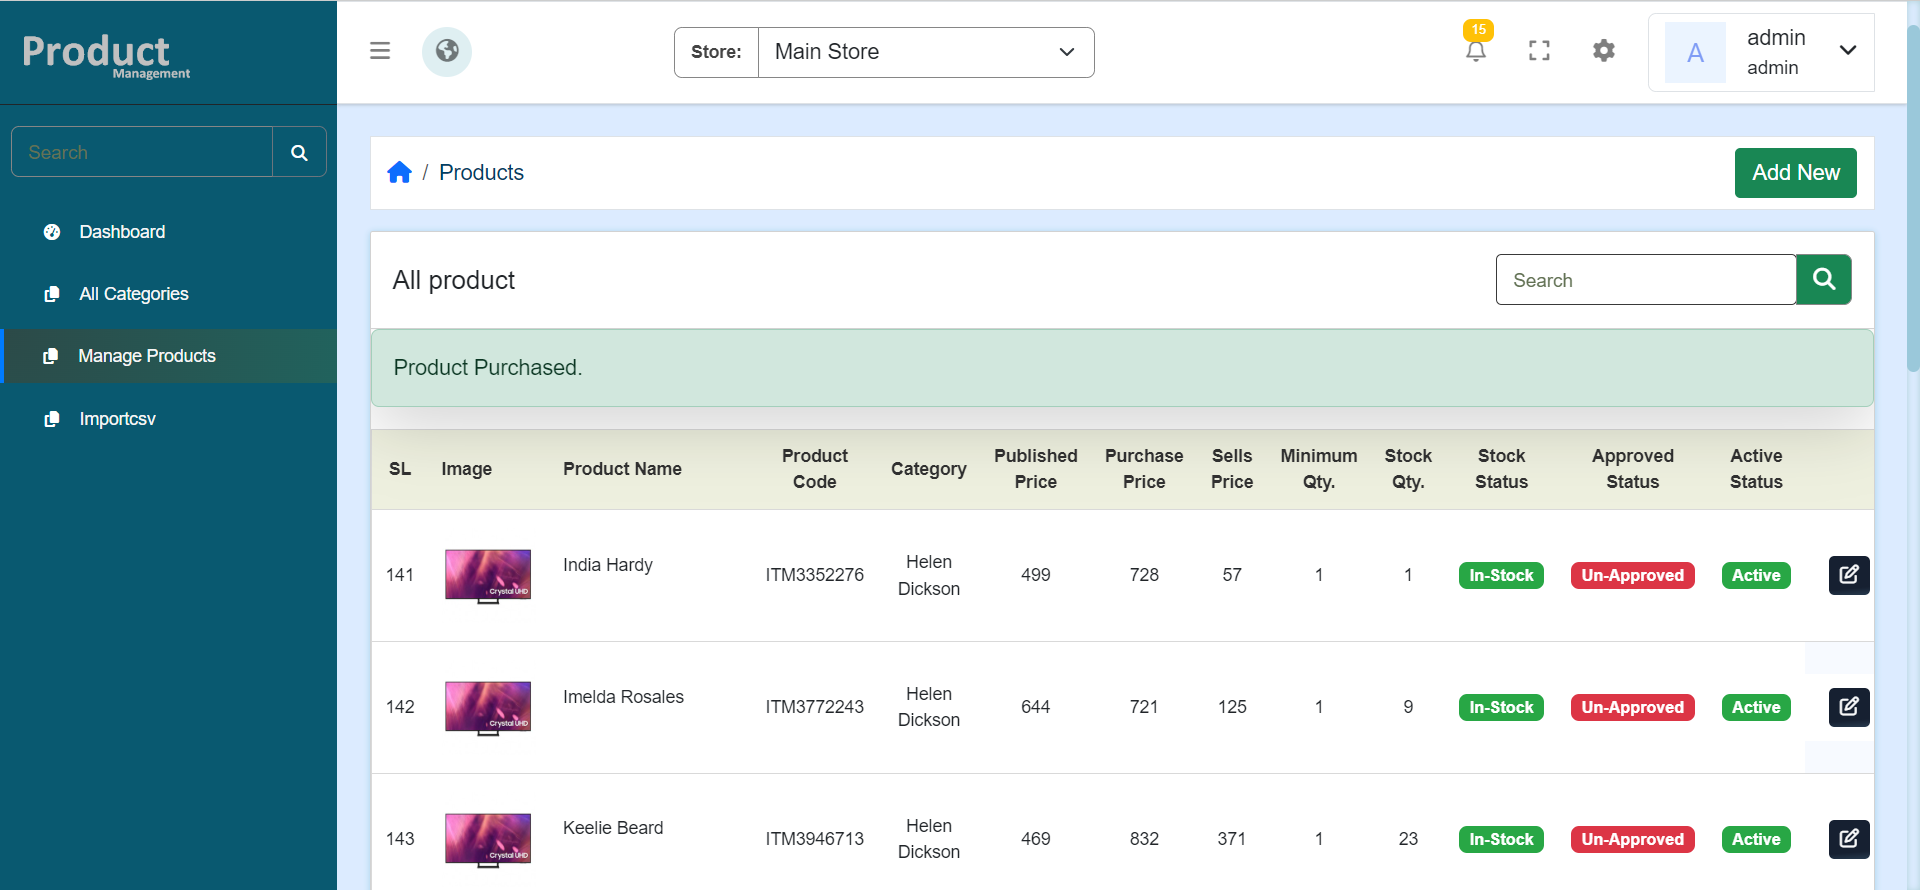 Product
Management
Store: Main Store
15
A
admin
admin
Search
/ Products
Add New
Dashboard
All Categories
Manage Products
Importcsv
All product
Search
Product Purchased.
SL Image Product Name Product Code Category Published Price Purchase Price Sells Price Minimum Qty. Stock Qty. Stock Status Approved Status Active Status
141 Crystal UHD India Hardy ITM3352276 Helen Dickson 499 728 57 1 1 In-Stock Un-Approved Active
142 Crystal UHD Imelda Rosales ITM3772243 Helen Dickson 644 721 125 1 9 In-Stock Un-Approved Active
143 Crystal UHD Keelie Beard ITM3946713 Helen Dickson 469 832 371 1 23 In-Stock Un-Approved Active